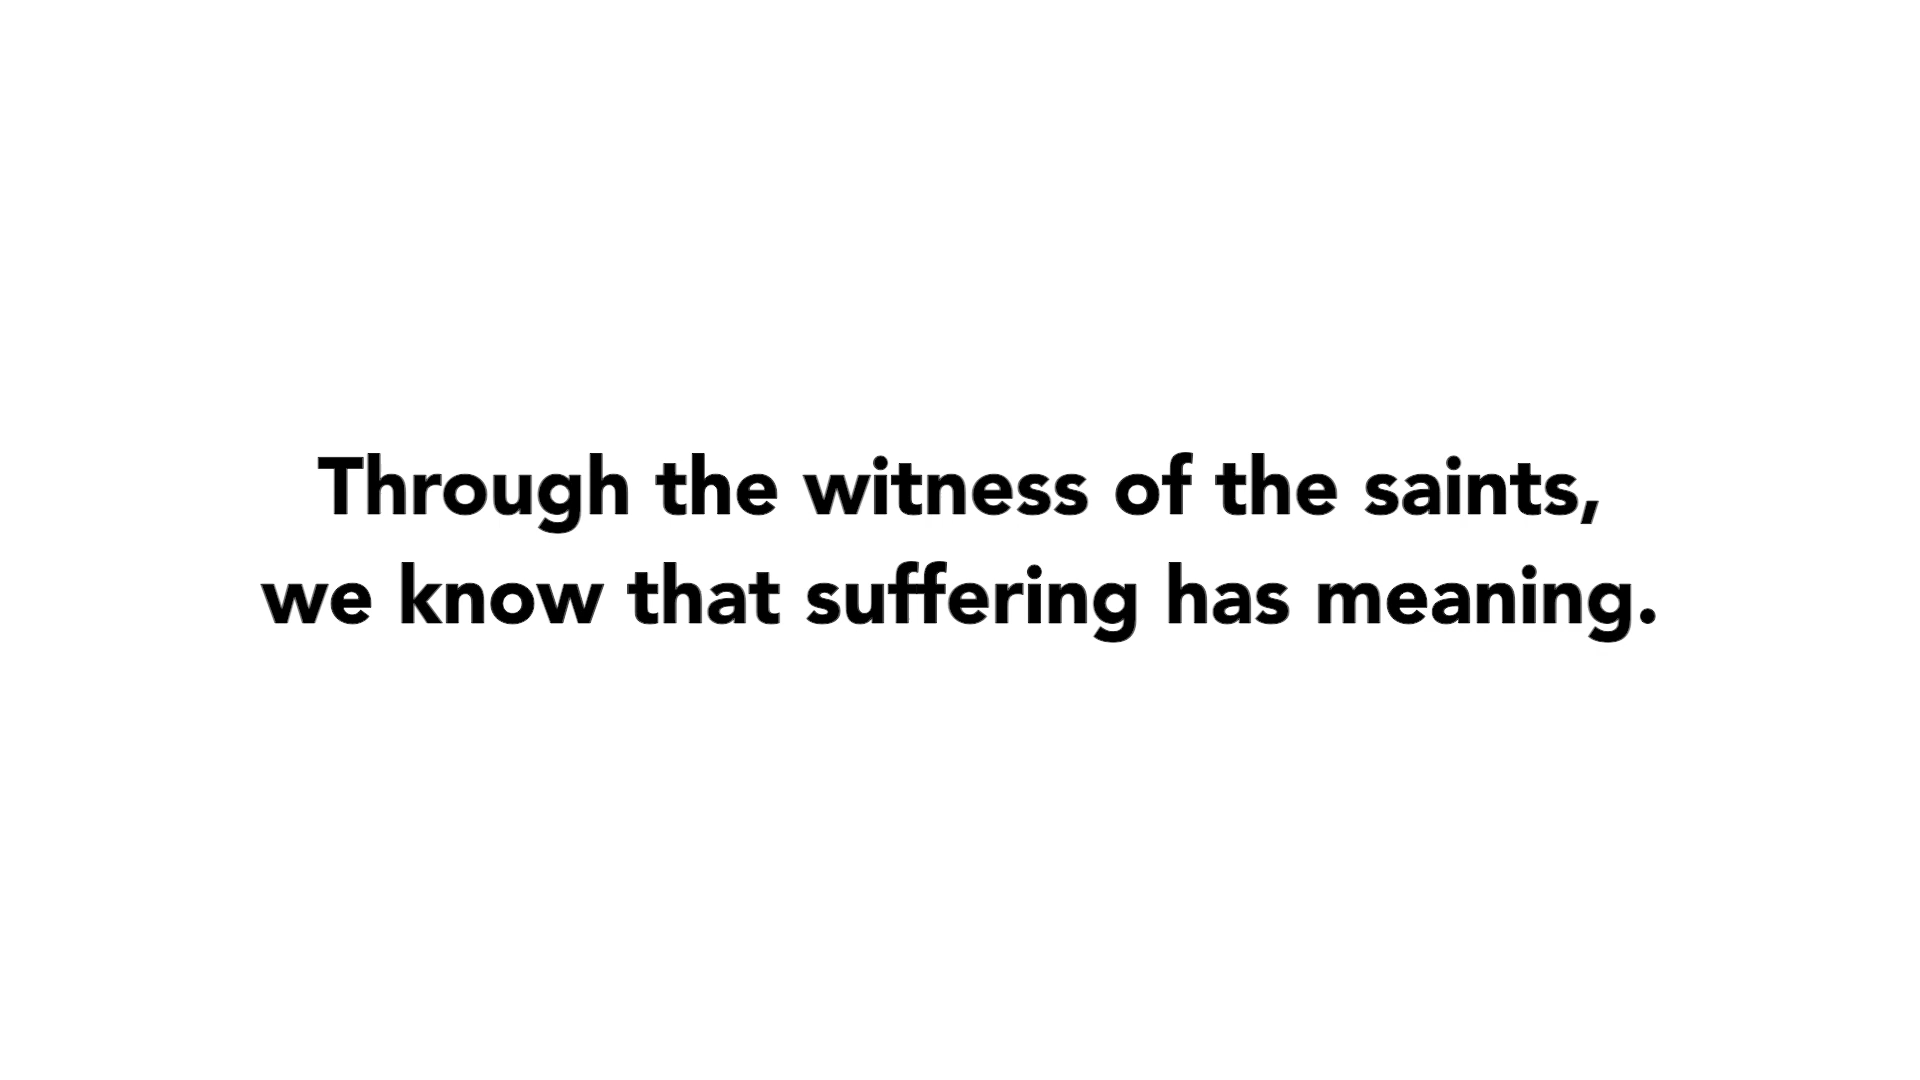 Through the witness of the saints,
we know that suffering has meaning.